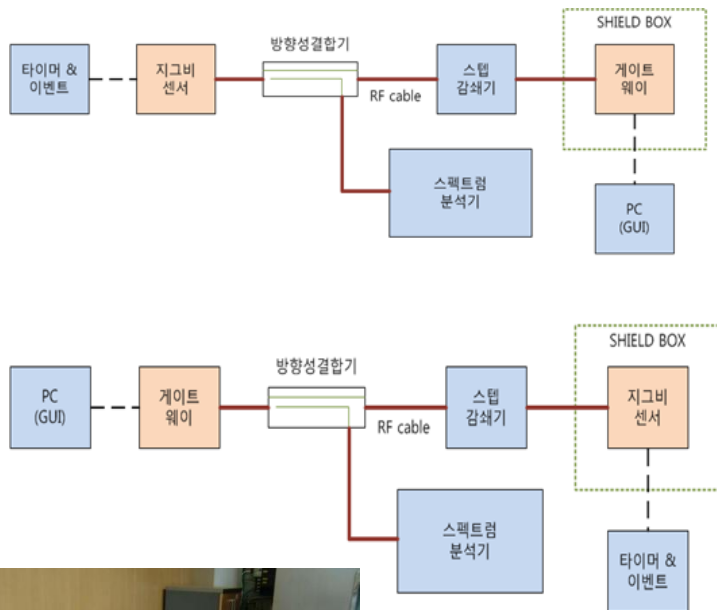 SHIELD BOX
방향성결합기
타이머 &
이벤트
지그비
센서
스텝
감쇄기
게이트
웨이
RF cable
스펙트럼
분석기
PC
(GUI)
SHIELD BOX
방향성결합기
PC
(GUI)
게이트
웨이
스텝
감쇄기
지그비
센서
RF cable
스펙트럼
분석기
타이머 &
이벤트